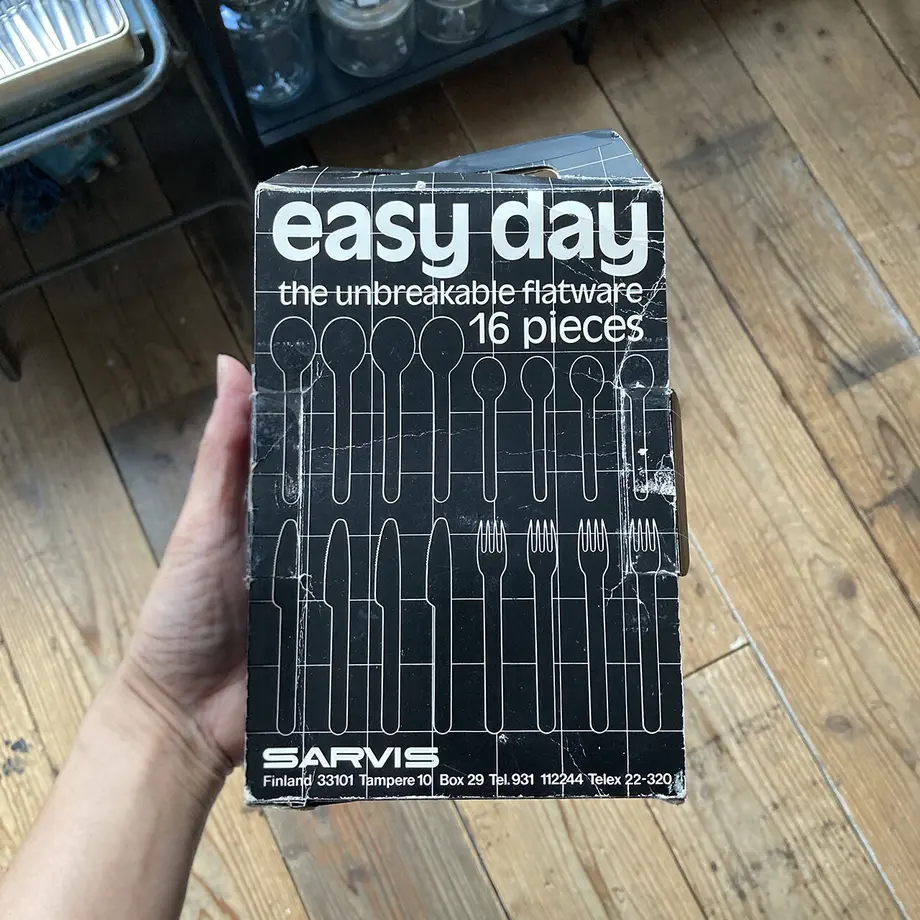 easy day
the unbreakable flatware
16 pieces
SARVIS
Finland 33101 Tampere 10 Box 29 Tel. 931 112244 Telex 22-320